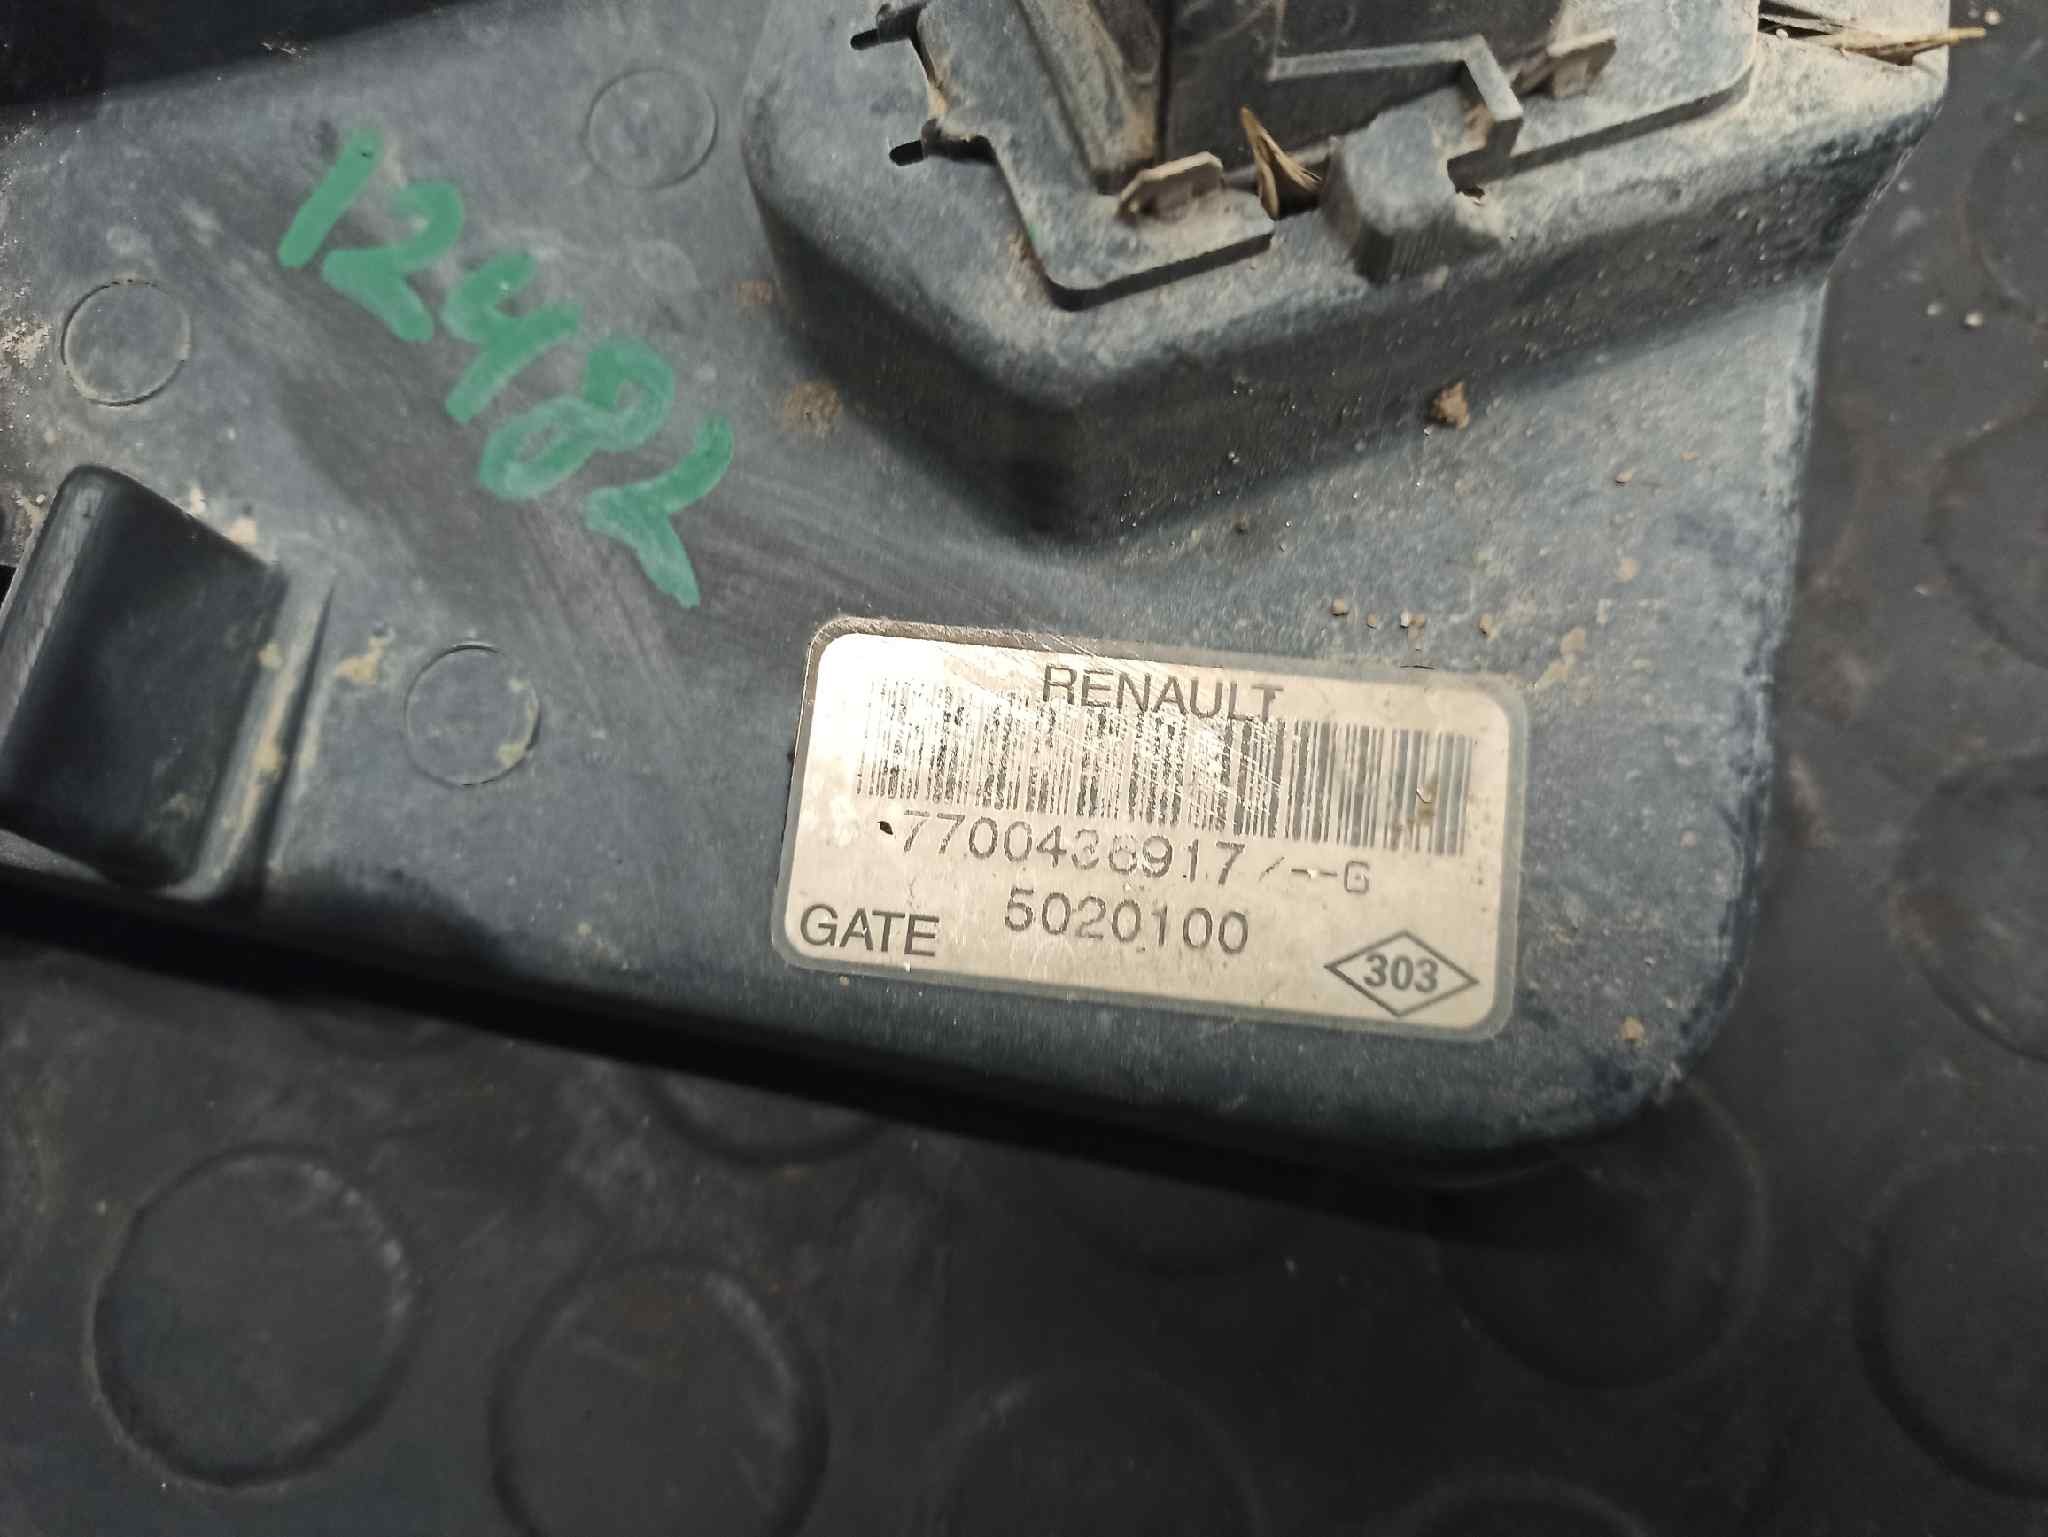 12482
RENAULT
7700436917/--G
GATE 5020100
303